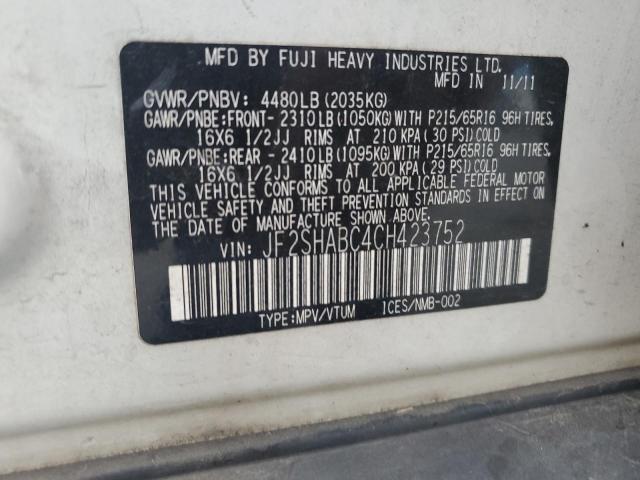 MFD BY FUJI HEAVY INDUSTRIES LTD.
MFD IN 11/11
GVWR/PNBV: 4480LB (2035KG)
GAWR/PNBE:FRONT- 2310LB (1050KG)WITH P215/65R16 96H TIRES,
16X6 1/2JJ RIMS AT 210 KPA (30 PSI)COLD
GAWR/PNBE:REAR - 2410LB (1095KG)WITH P215/65R16 96H TIRES,
16X6 1/2JJ RIMS AT 200 KPA (29 PSI)COLD
THIS VEHICLE CONFORMS TO ALL APPLICABLE FEDERAL MOTOR
VEHICLE SAFETY AND THEFT PREVENTION STANDARDS IN EFFECT ON
THE DATE OF MANUFACTURE SHOWN ABOVE.
VIN: JF2SHABC4CH423752
TYPE:MPV/VTUM ICES/NMB-002